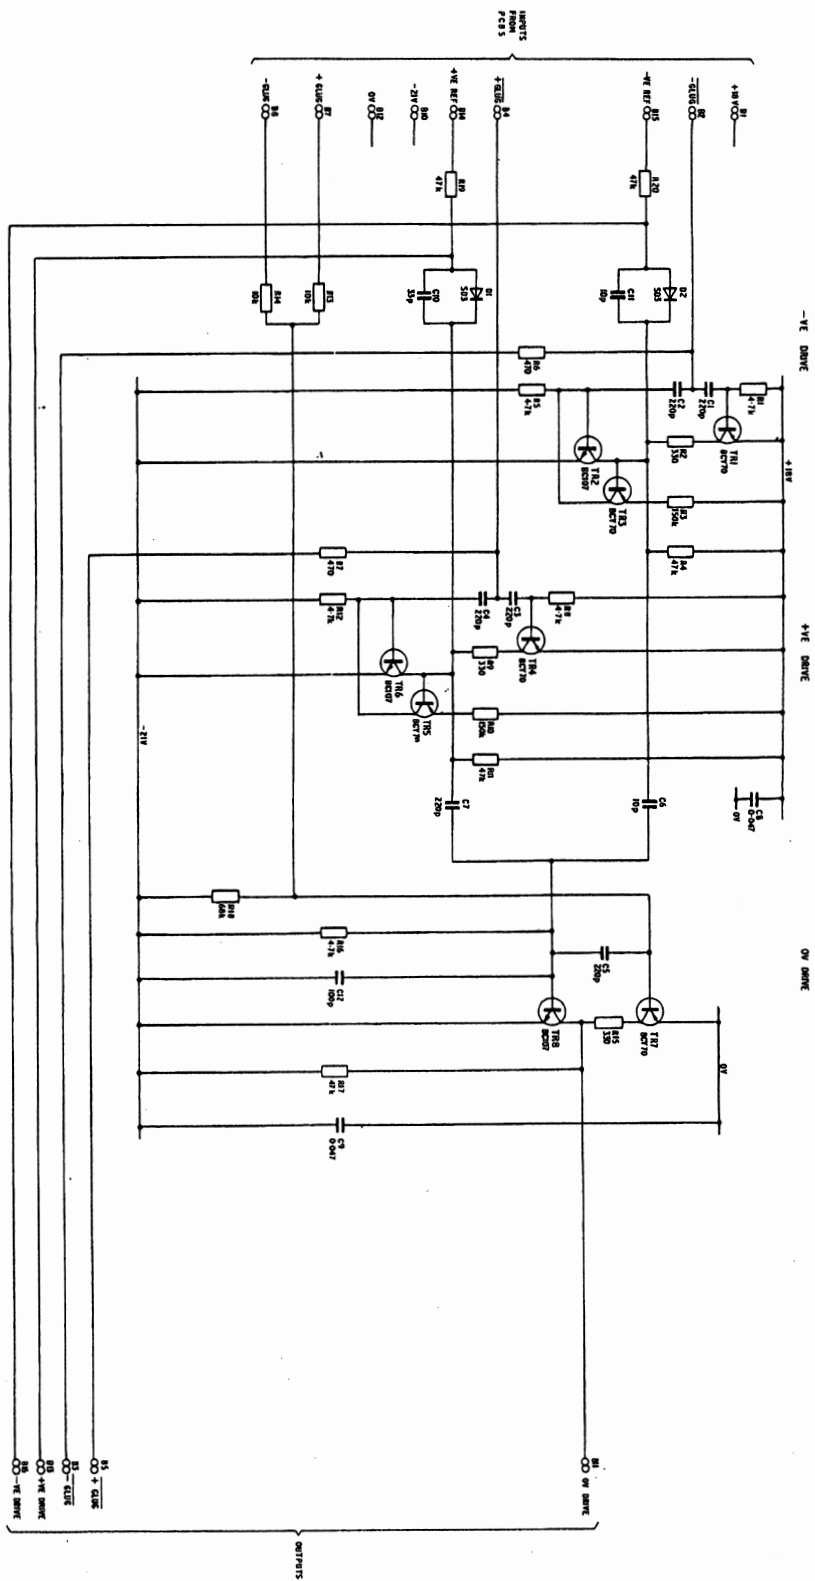 INPUTS
FROM
PCB 5
B1
+18V
B2
-GLUG
B15
-VE REF
B4
+GLUG
B14
+VE REF
B10
-21V
B12
0V
B7
+ GLUG
B8
-GLUG
R20
47k
R19
47k
D2
SD3
C11
10p
D1
SD3
C10
33p
R13
10k
R14
10k
-VE DRIVE
R1
4·7k
C1
220p
C2
220p
R6
470
R5
4·7k
TR1
BCY70
R2
330
TR2
BC107
TR3
BCY70
R3
150k
R4
47k
+18V
+VE DRIVE
R7
470
R8
4·7k
C3
220p
C4
220p
R12
4·7k
TR4
BCY70
R9
330
TR6
BC107
TR5
BCY70
R10
150k
R11
47k
-21V
C8
0·047
0V
C6
10p
C7
220p
0V DRIVE
R18
68k
R16
4·7k
C5
220p
C12
100p
TR7
BCY70
R15
330
TR8
BC107
0V
R17
47k
C9
0·047
B11
0V DRIVE
B5
+ GLUG
B3
- GLUG
B13
+VE DRIVE
B16
-VE DRIVE
OUTPUTS